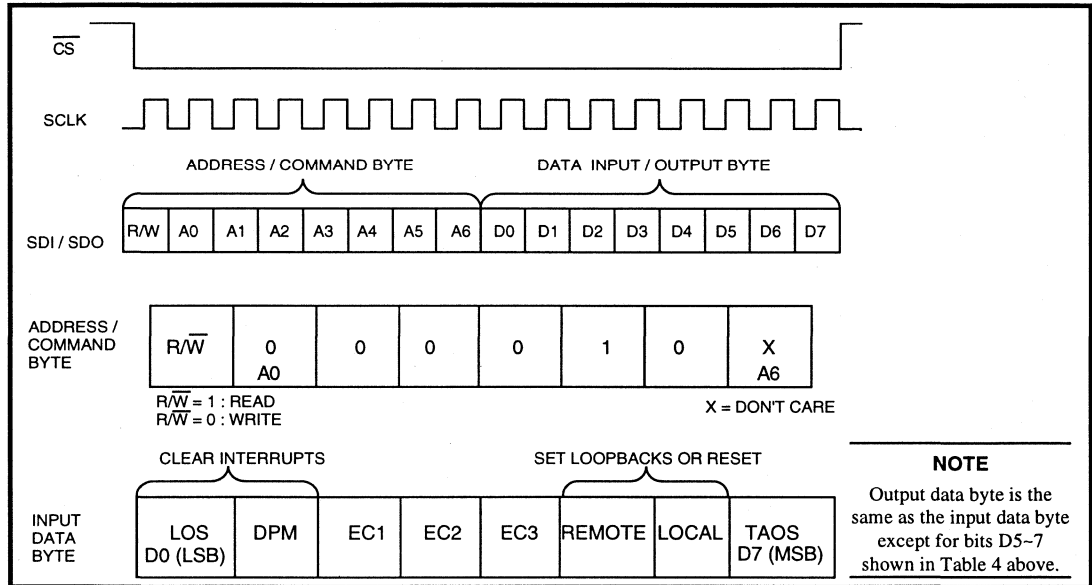 CS
SCLK
ADDRESS / COMMAND BYTE
DATA INPUT / OUTPUT BYTE
SDI / SDO
R/W A0 A1 A2 A3 A4 A5 A6 D0 D1 D2 D3 D4 D5 D6 D7
ADDRESS /
COMMAND
BYTE
R/W 0 0 0 0 1 0 X
A0 A6
R/W = 1 : READ
R/W = 0 : WRITE
X = DON'T CARE
CLEAR INTERRUPTS
SET LOOPBACKS OR RESET
INPUT
DATA
BYTE
LOS DPM EC1 EC2 EC3 REMOTE LOCAL TAOS
D0 (LSB) D7 (MSB)
NOTE
Output data byte is the
same as the input data byte
except for bits D5~7
shown in Table 4 above.